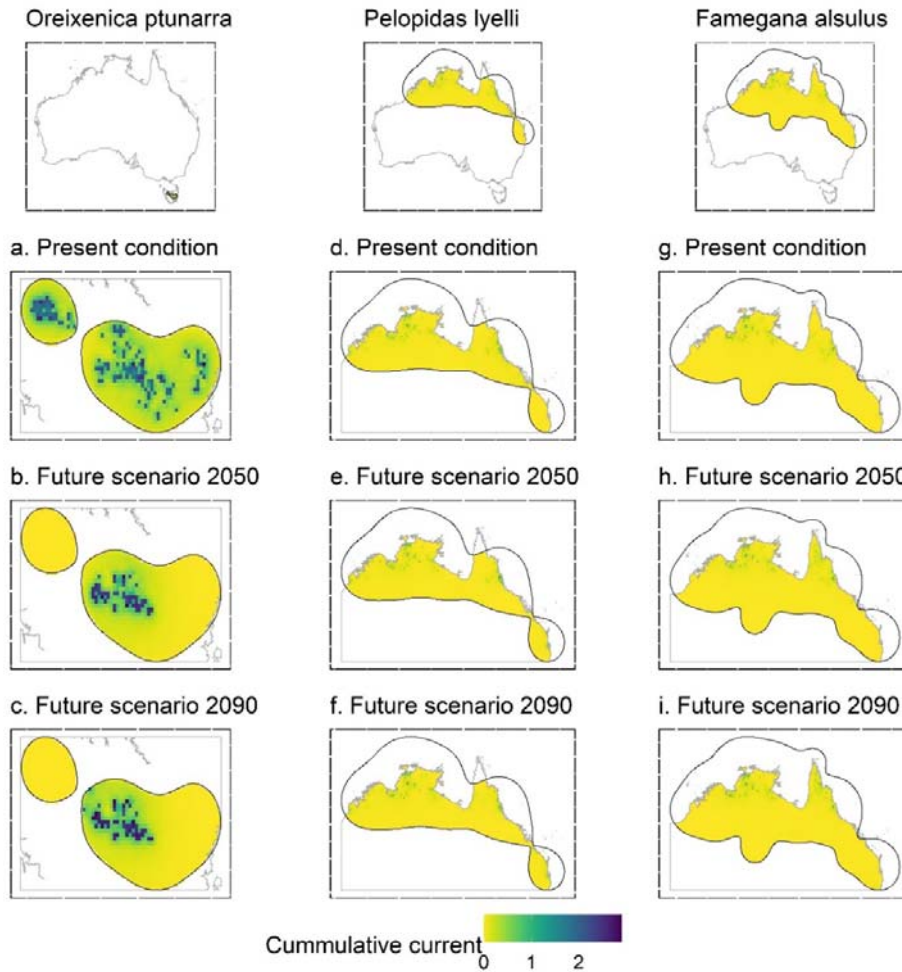 Oreixenica ptunarra Pelopidas lyelli Famegana alsulus
a. Present condition d. Present condition g. Present condition
b. Future scenario 2050 e. Future scenario 2050 h. Future scenario 2050
c. Future scenario 2090 f. Future scenario 2090 i. Future scenario 2090
Cummulative current
0 1 2